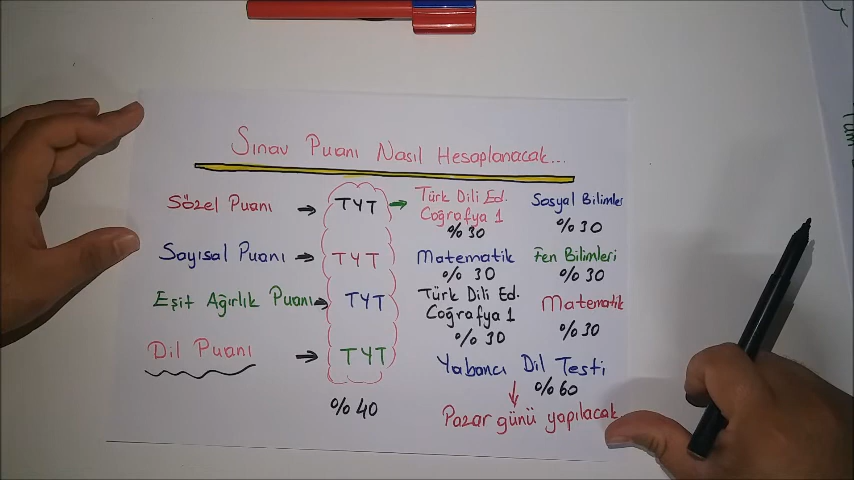 Sınav Puanı Nasıl Hesaplanacak...
Sözel Puanı → TYT → Türk Dili Ed. Sosyal Bilimler
Coğrafya 1 % 30
% 30
Sayısal Puanı → TYT Matematik Fen Bilimleri
% 30 % 30
Eşit Ağırlık Puanı → TYT Türk Dili Ed. Matematik
Coğrafya 1 % 30
% 30
Dil Puanı → TYT Yabancı Dil Testi
% 60
% 40 Pazar günü yapılacak